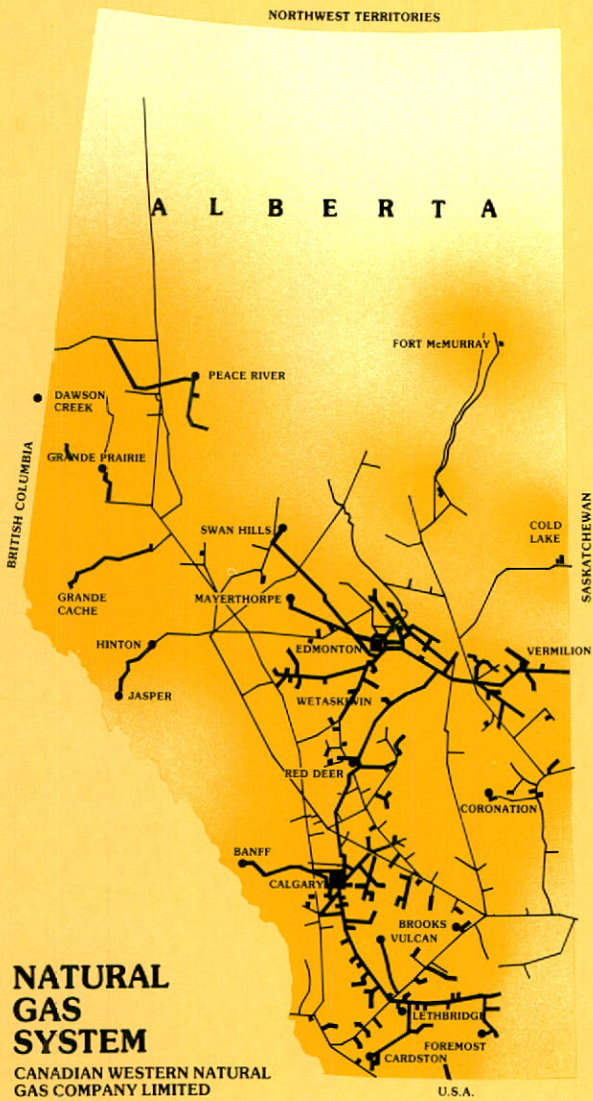 NORTHWEST TERRITORIES
ALBERTA
FORT McMURRAY
PEACE RIVER
DAWSON
CREEK
GRANDE PRAIRIE
BRITISH COLUMBIA
SWAN HILLS
COLD
LAKE
SASKATCHEWAN
GRANDE
CACHE
MAYERTHORPE
HINTON
EDMONTON
VERMILION
JASPER
WETASKIWIN
RED DEER
CORONATION
BANFF
CALGARY
BROOKS
VULCAN
LETHBRIDGE
FOREMOST
CARDSTON
NATURAL
GAS
SYSTEM
CANADIAN WESTERN NATURAL
GAS COMPANY LIMITED
U.S.A.